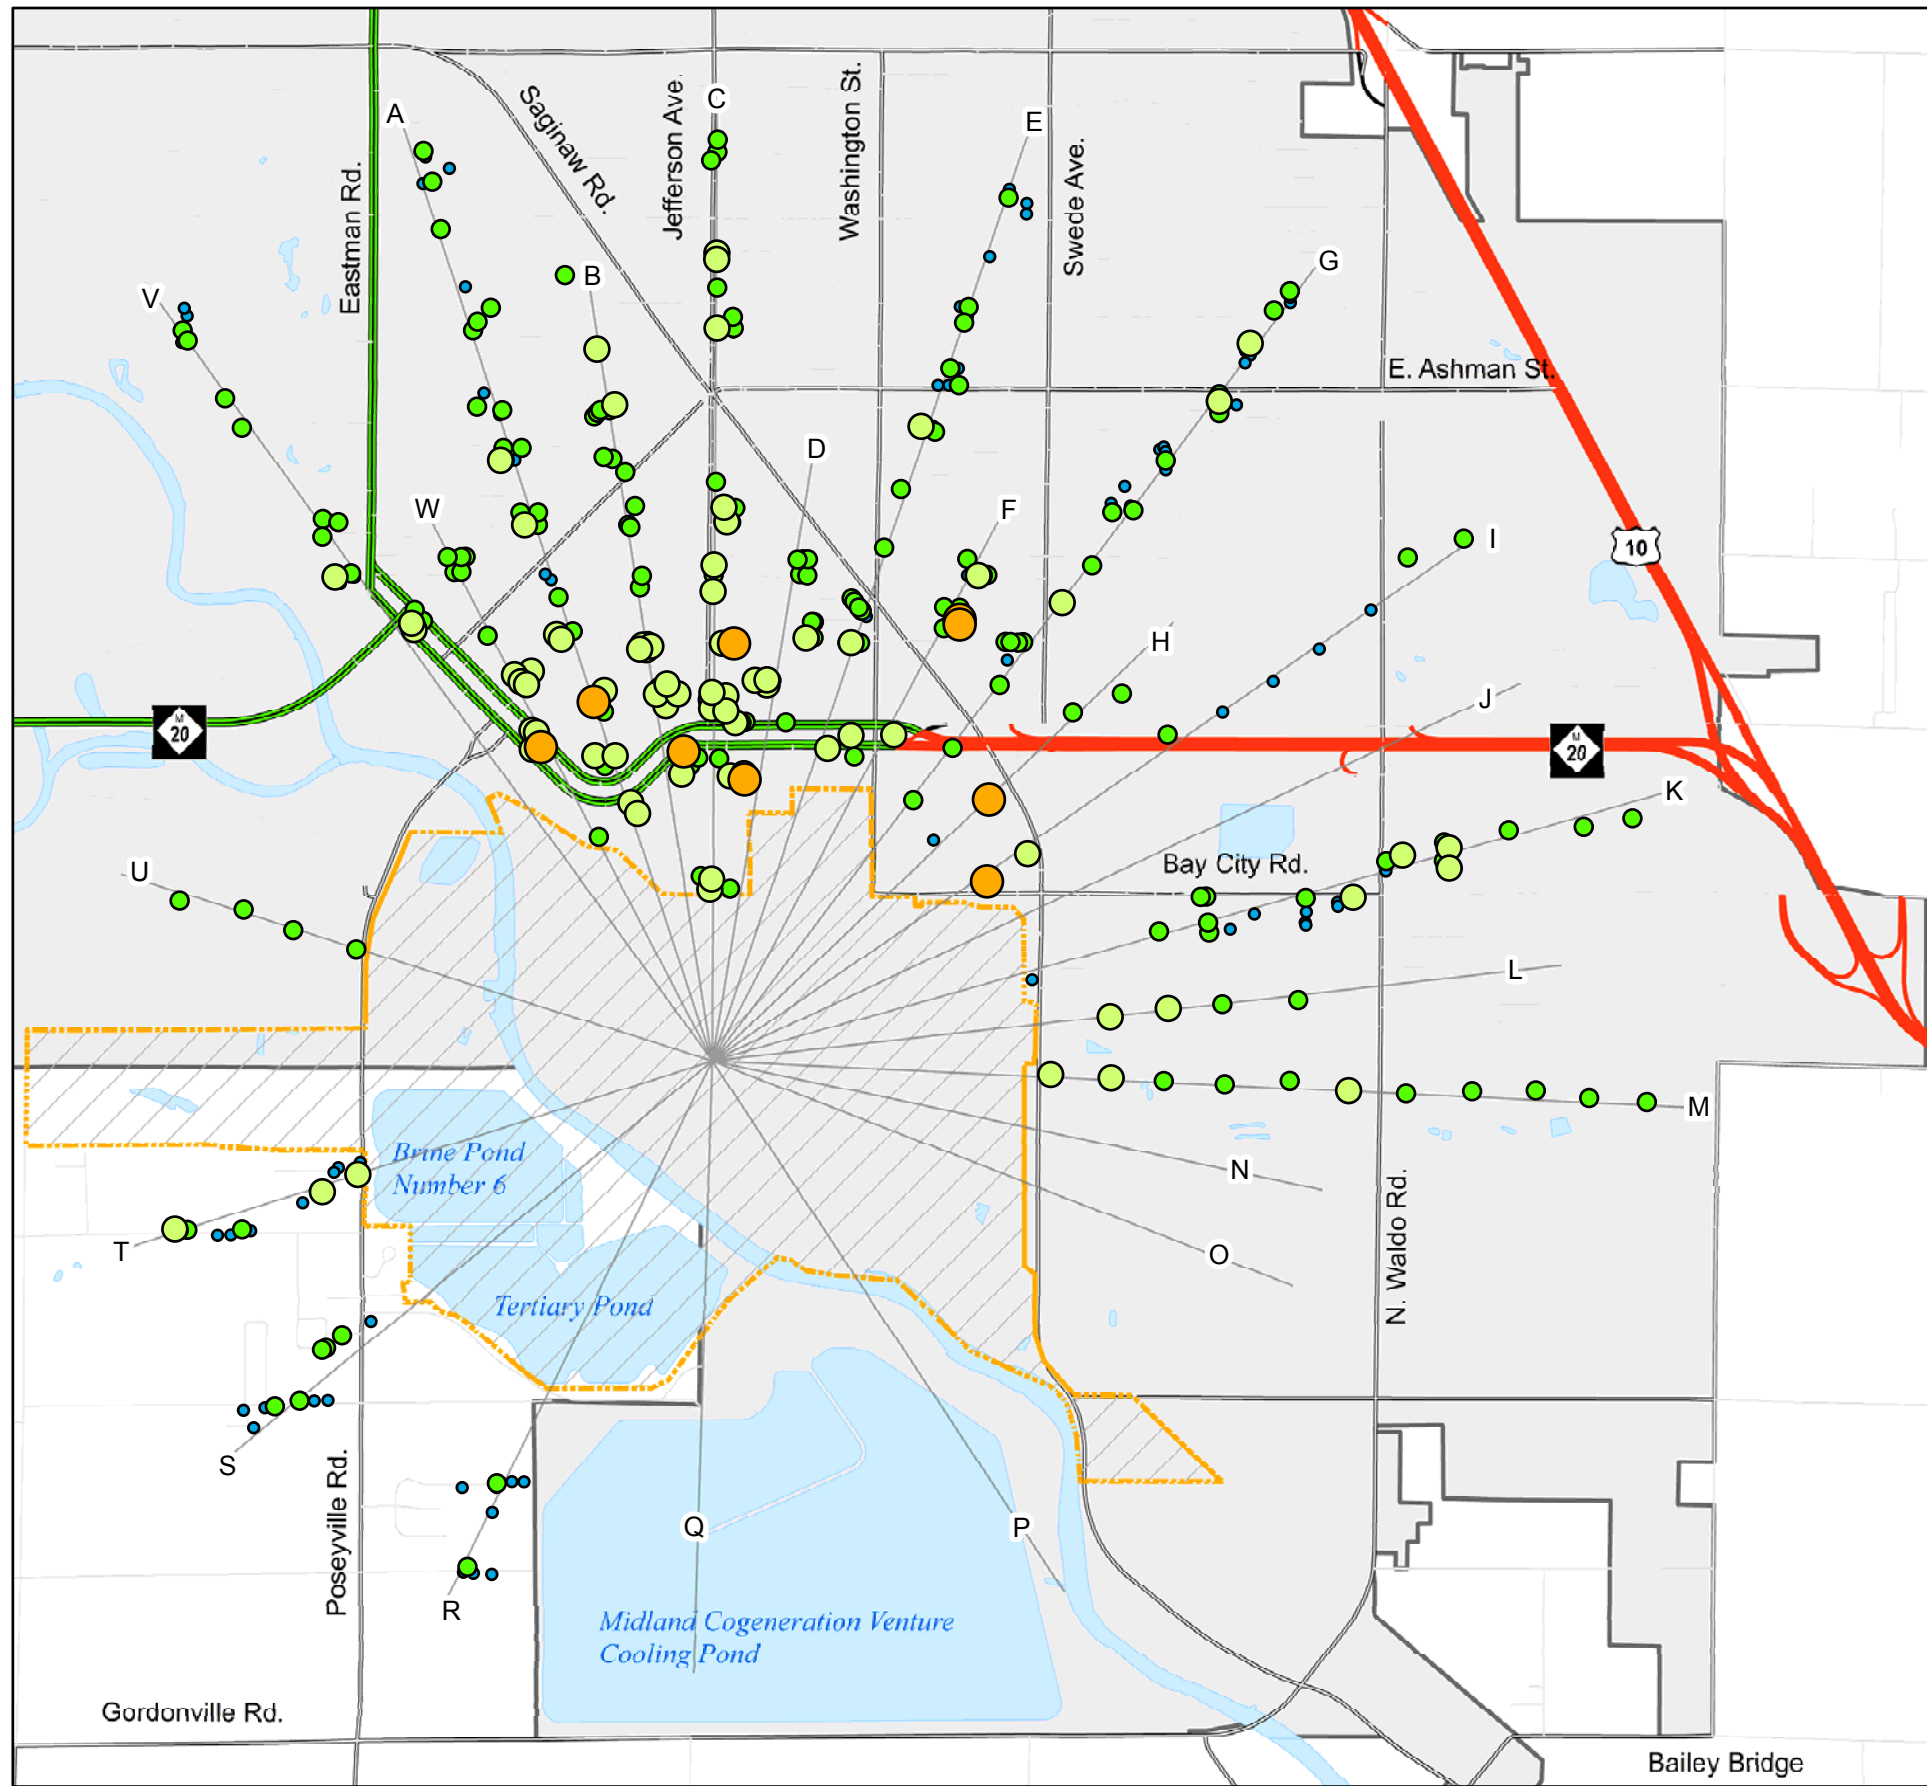 A
Saginaw Rd.
Jefferson Ave.
C
Washington St.
E
Swede Ave.
Eastman Rd.
V
B
G
E. Ashman St.
D
W
F
I
10
H
J
M
20
M
20
K
Bay City Rd.
U
L
M
Brine Pond
Number 6
N
T
O
N. Waldo Rd.
Tertiary Pond
S
Poseyville Rd.
Q
P
R
Midland Cogeneration Venture
Cooling Pond
Gordonville Rd.
Bailey Bridge